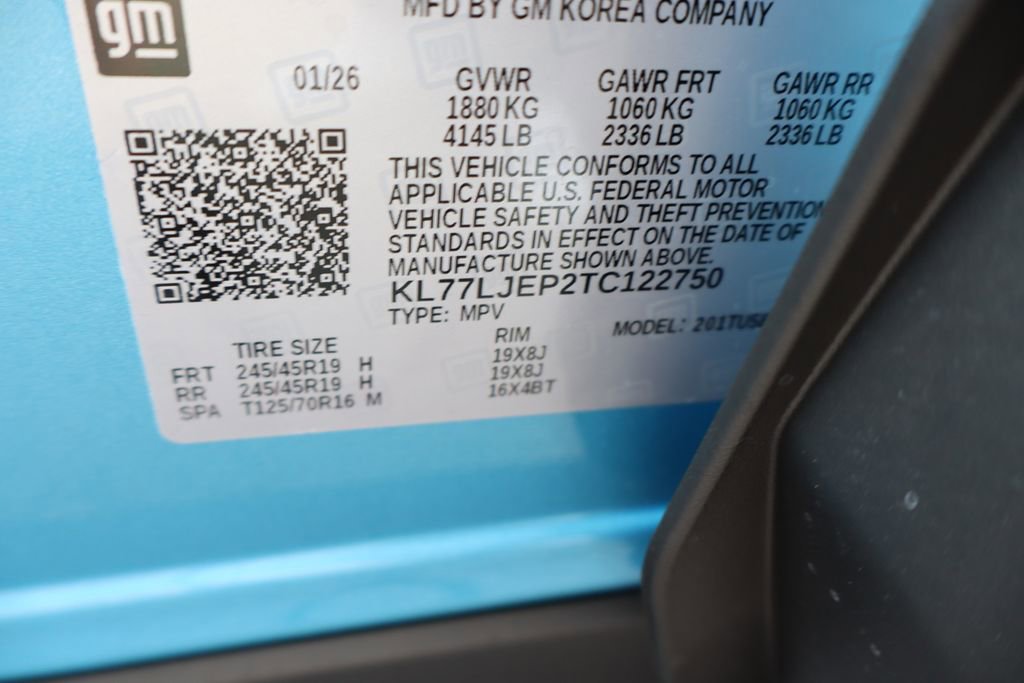 gm
MFD BY GM KOREA COMPANY
01/26 GVWR GAWR FRT GAWR RR
1880 KG 1060 KG 1060 KG
4145 LB 2336 LB 2336 LB
THIS VEHICLE CONFORMS TO ALL
APPLICABLE U.S. FEDERAL MOTOR
VEHICLE SAFETY AND THEFT PREVENTION
STANDARDS IN EFFECT ON THE DATE OF
MANUFACTURE SHOWN ABOVE.
KL77LJEP2TC122750
TYPE: MPV MODEL:
TIRE SIZE RIM
FRT 245/45R19 H 19X8J
RR 245/45R19 H 19X8J
SPA T125/70R16 M 16X4BT